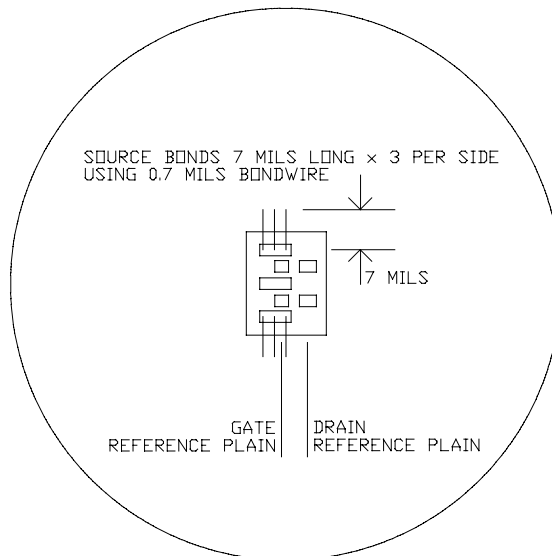 SOURCE BONDS 7 MILS LONG × 3 PER SIDE
USING 0.7 MILS BONDWIRE
7 MILS
GATE
REFERENCE PLAIN
DRAIN
REFERENCE PLAIN